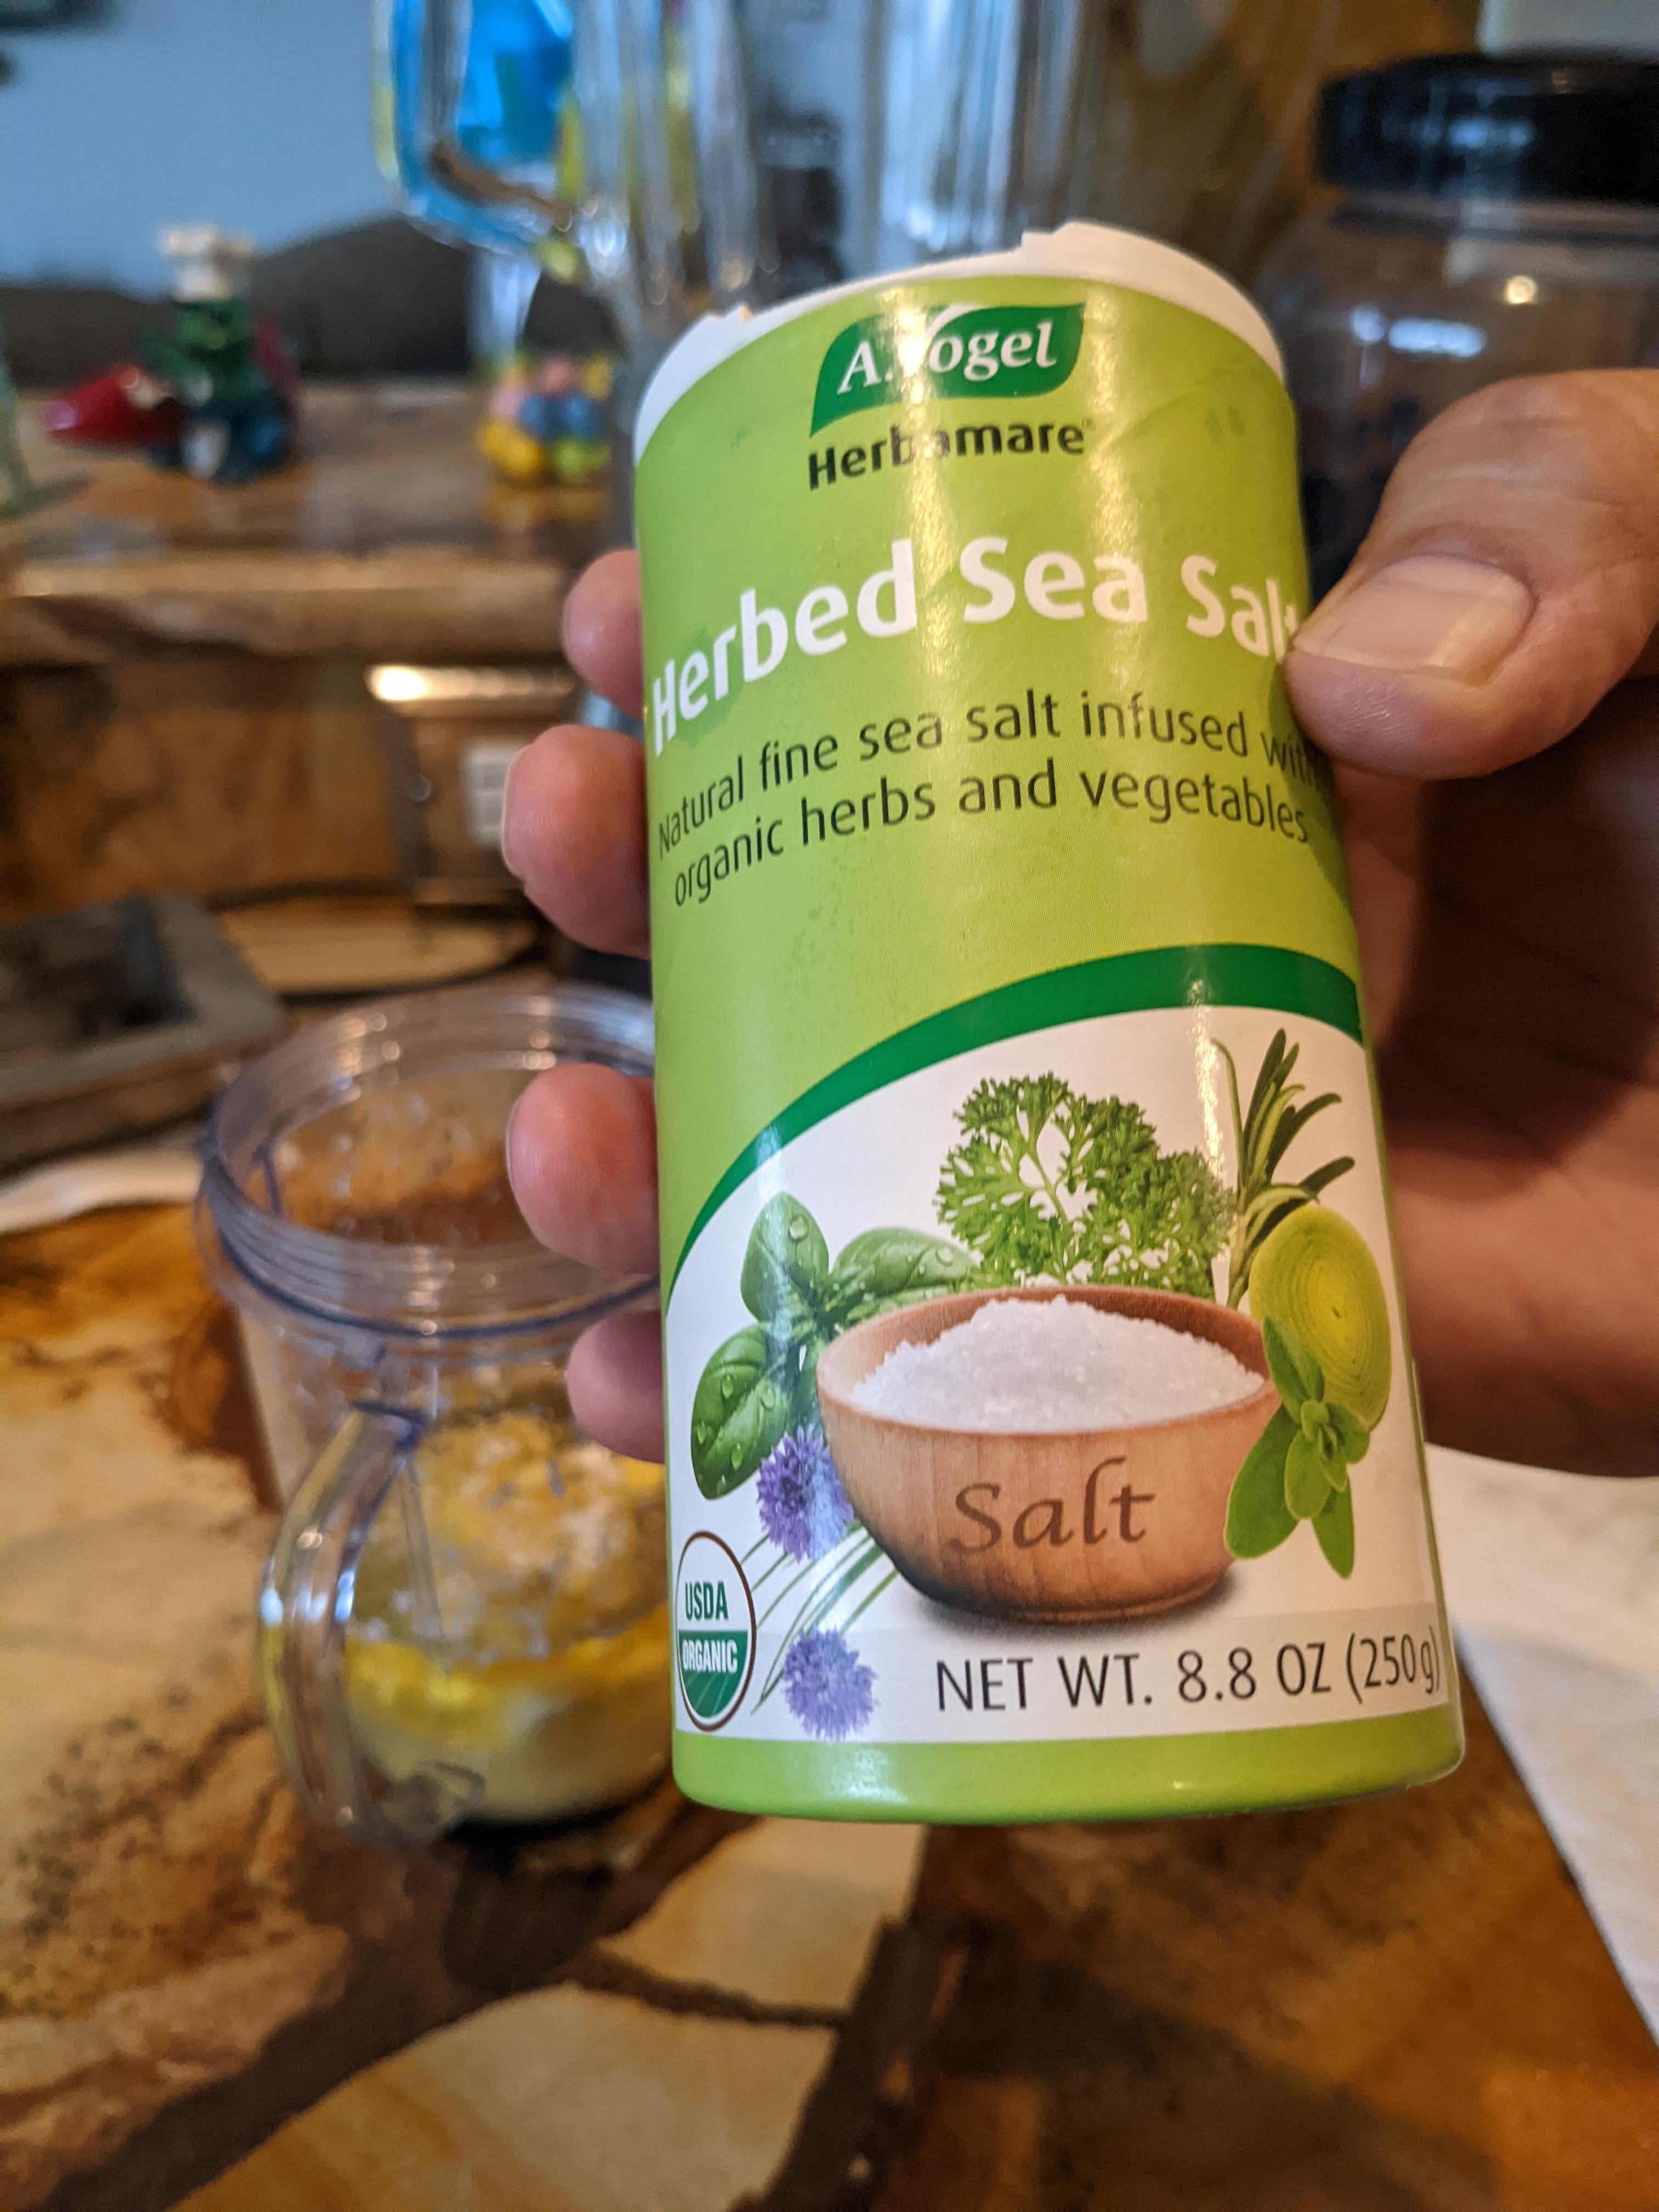 A.Vogel
Herbamare®
Herbed Sea Salt
Natural fine sea salt infused with
organic herbs and vegetables
Salt
USDA
ORGANIC
NET WT. 8.8 OZ (250g)